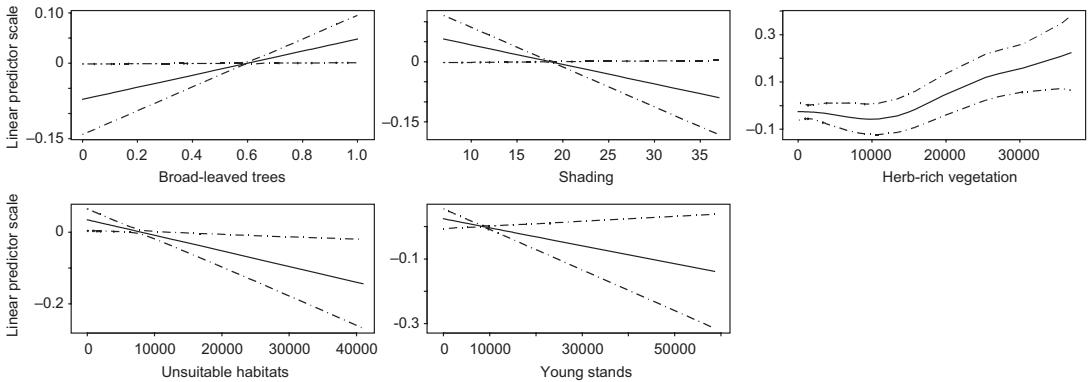 Linear predictor scale
0.10
0
–0.15
0 0.2 0.4 0.6 0.8 1.0
Broad-leaved trees
0
–0.15
10 15 20 25 30 35
Shading
0.3
0.1
–0.1
0 10000 20000 30000
Herb-rich vegetation
Linear predictor scale
0
–0.2
0 10000 20000 30000 40000
Unsuitable habitats
–0.1
-0.3
0 10000 30000 50000
Young stands